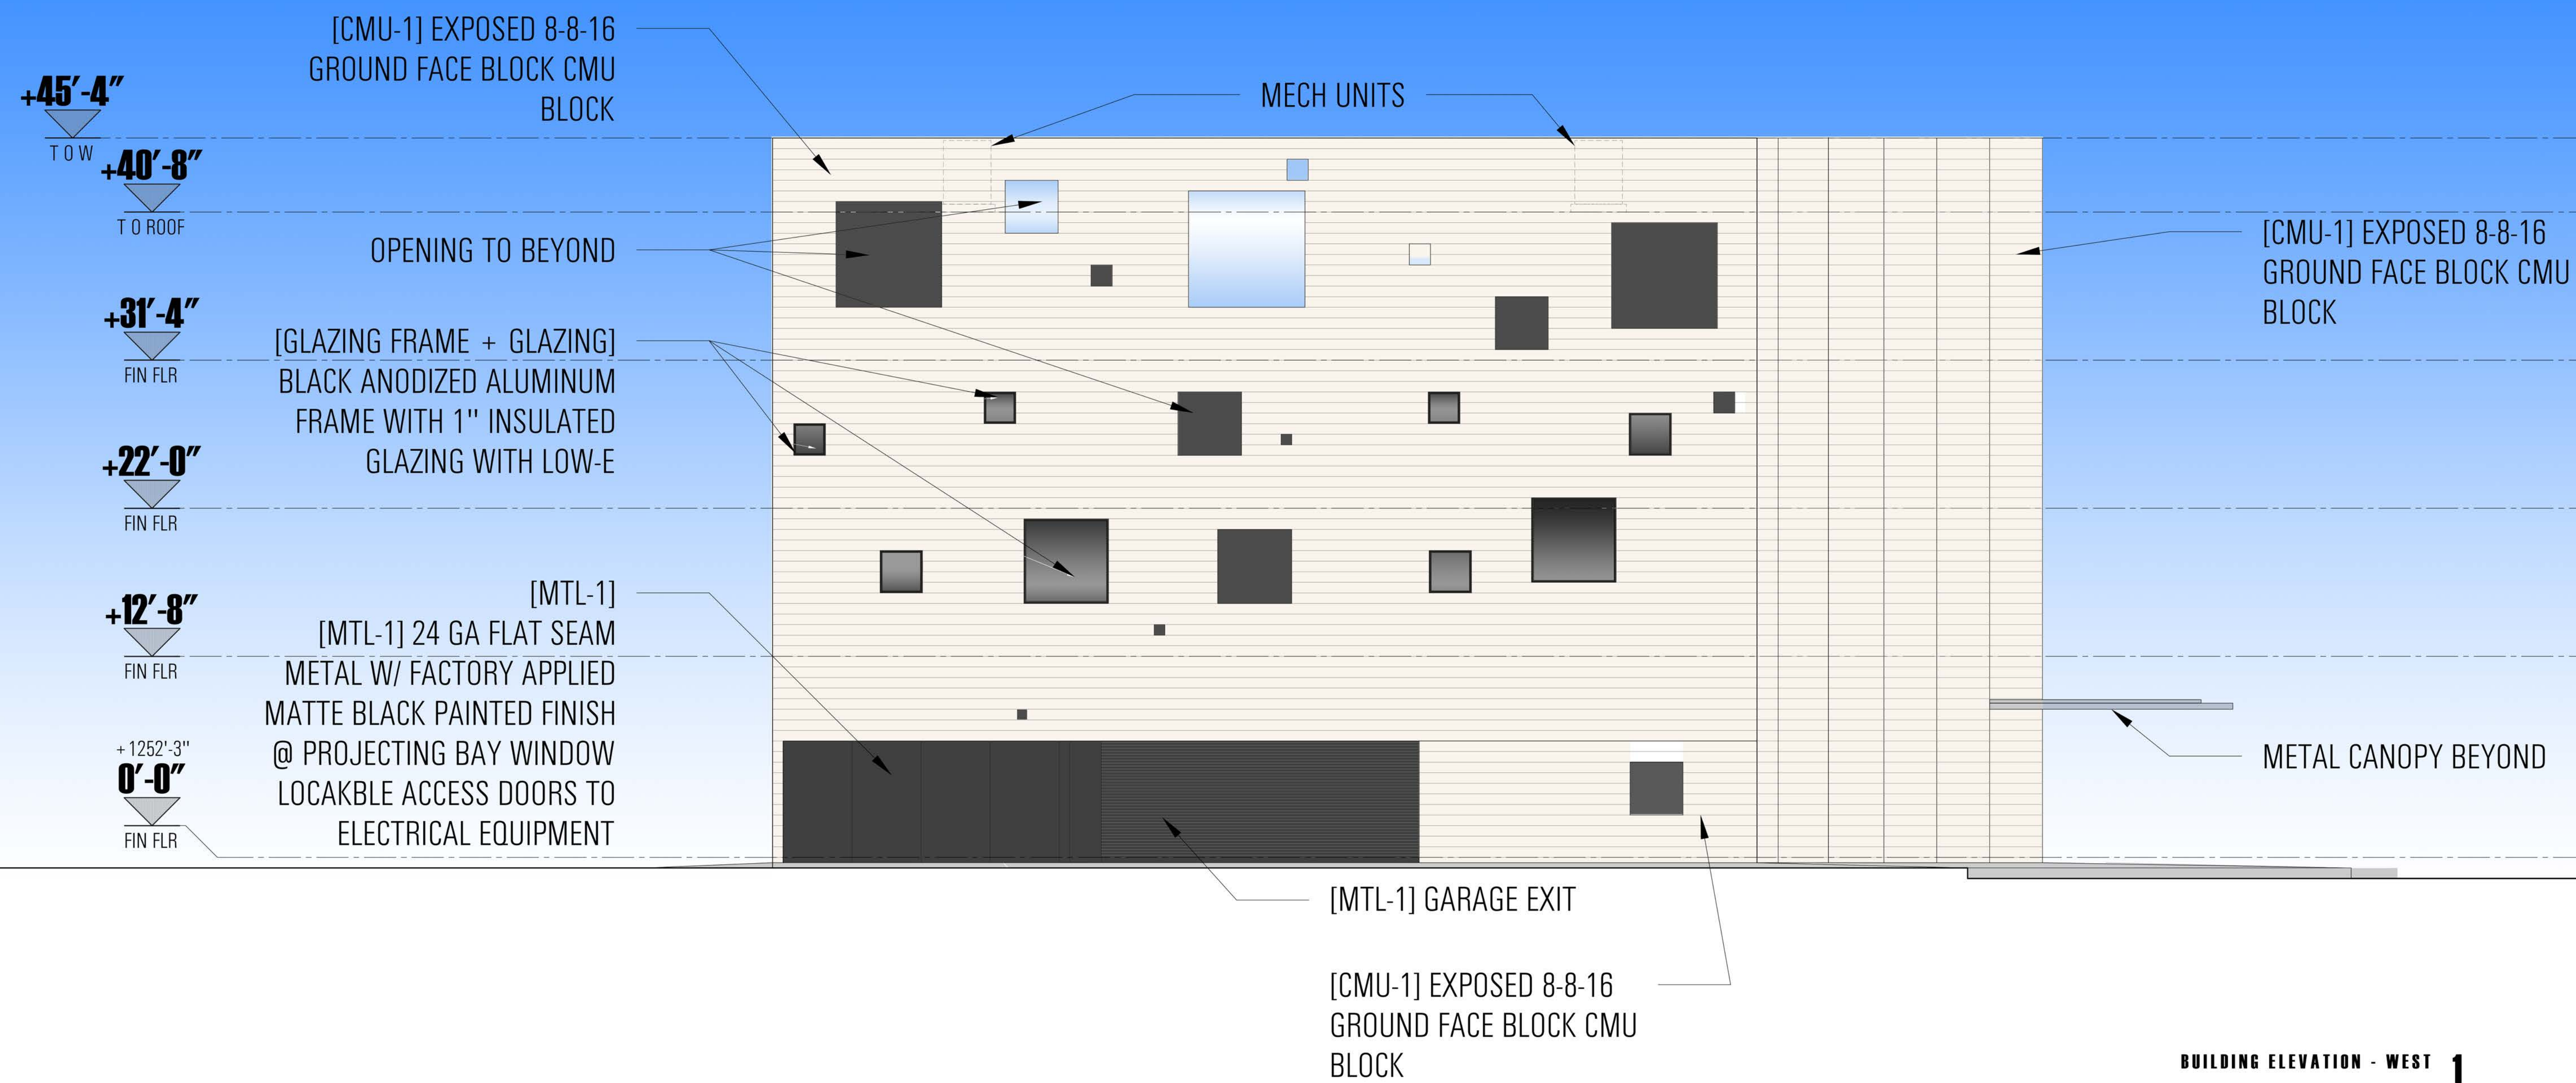 [CMU-1] EXPOSED 8-8-16
GROUND FACE BLOCK CMU
BLOCK
MECH UNITS
+45'-4"
T O W
+40'-8"
T O ROOF
OPENING TO BEYOND
[CMU-1] EXPOSED 8-8-16
GROUND FACE BLOCK CMU
BLOCK
+31'-4"
FIN FLR
[GLAZING FRAME + GLAZING]
BLACK ANODIZED ALUMINUM
FRAME WITH 1" INSULATED
GLAZING WITH LOW-E
+22'-0"
FIN FLR
+12'-8"
FIN FLR
[MTL-1]
[MTL-1] 24 GA FLAT SEAM
METAL W/ FACTORY APPLIED
MATTE BLACK PAINTED FINISH
@ PROJECTING BAY WINDOW
LOCAKBLE ACCESS DOORS TO
ELECTRICAL EQUIPMENT
+1252'-3"
0'-0"
FIN FLR
METAL CANOPY BEYOND
[MTL-1] GARAGE EXIT
[CMU-1] EXPOSED 8-8-16
GROUND FACE BLOCK CMU
BLOCK
BUILDING ELEVATION - WEST 1